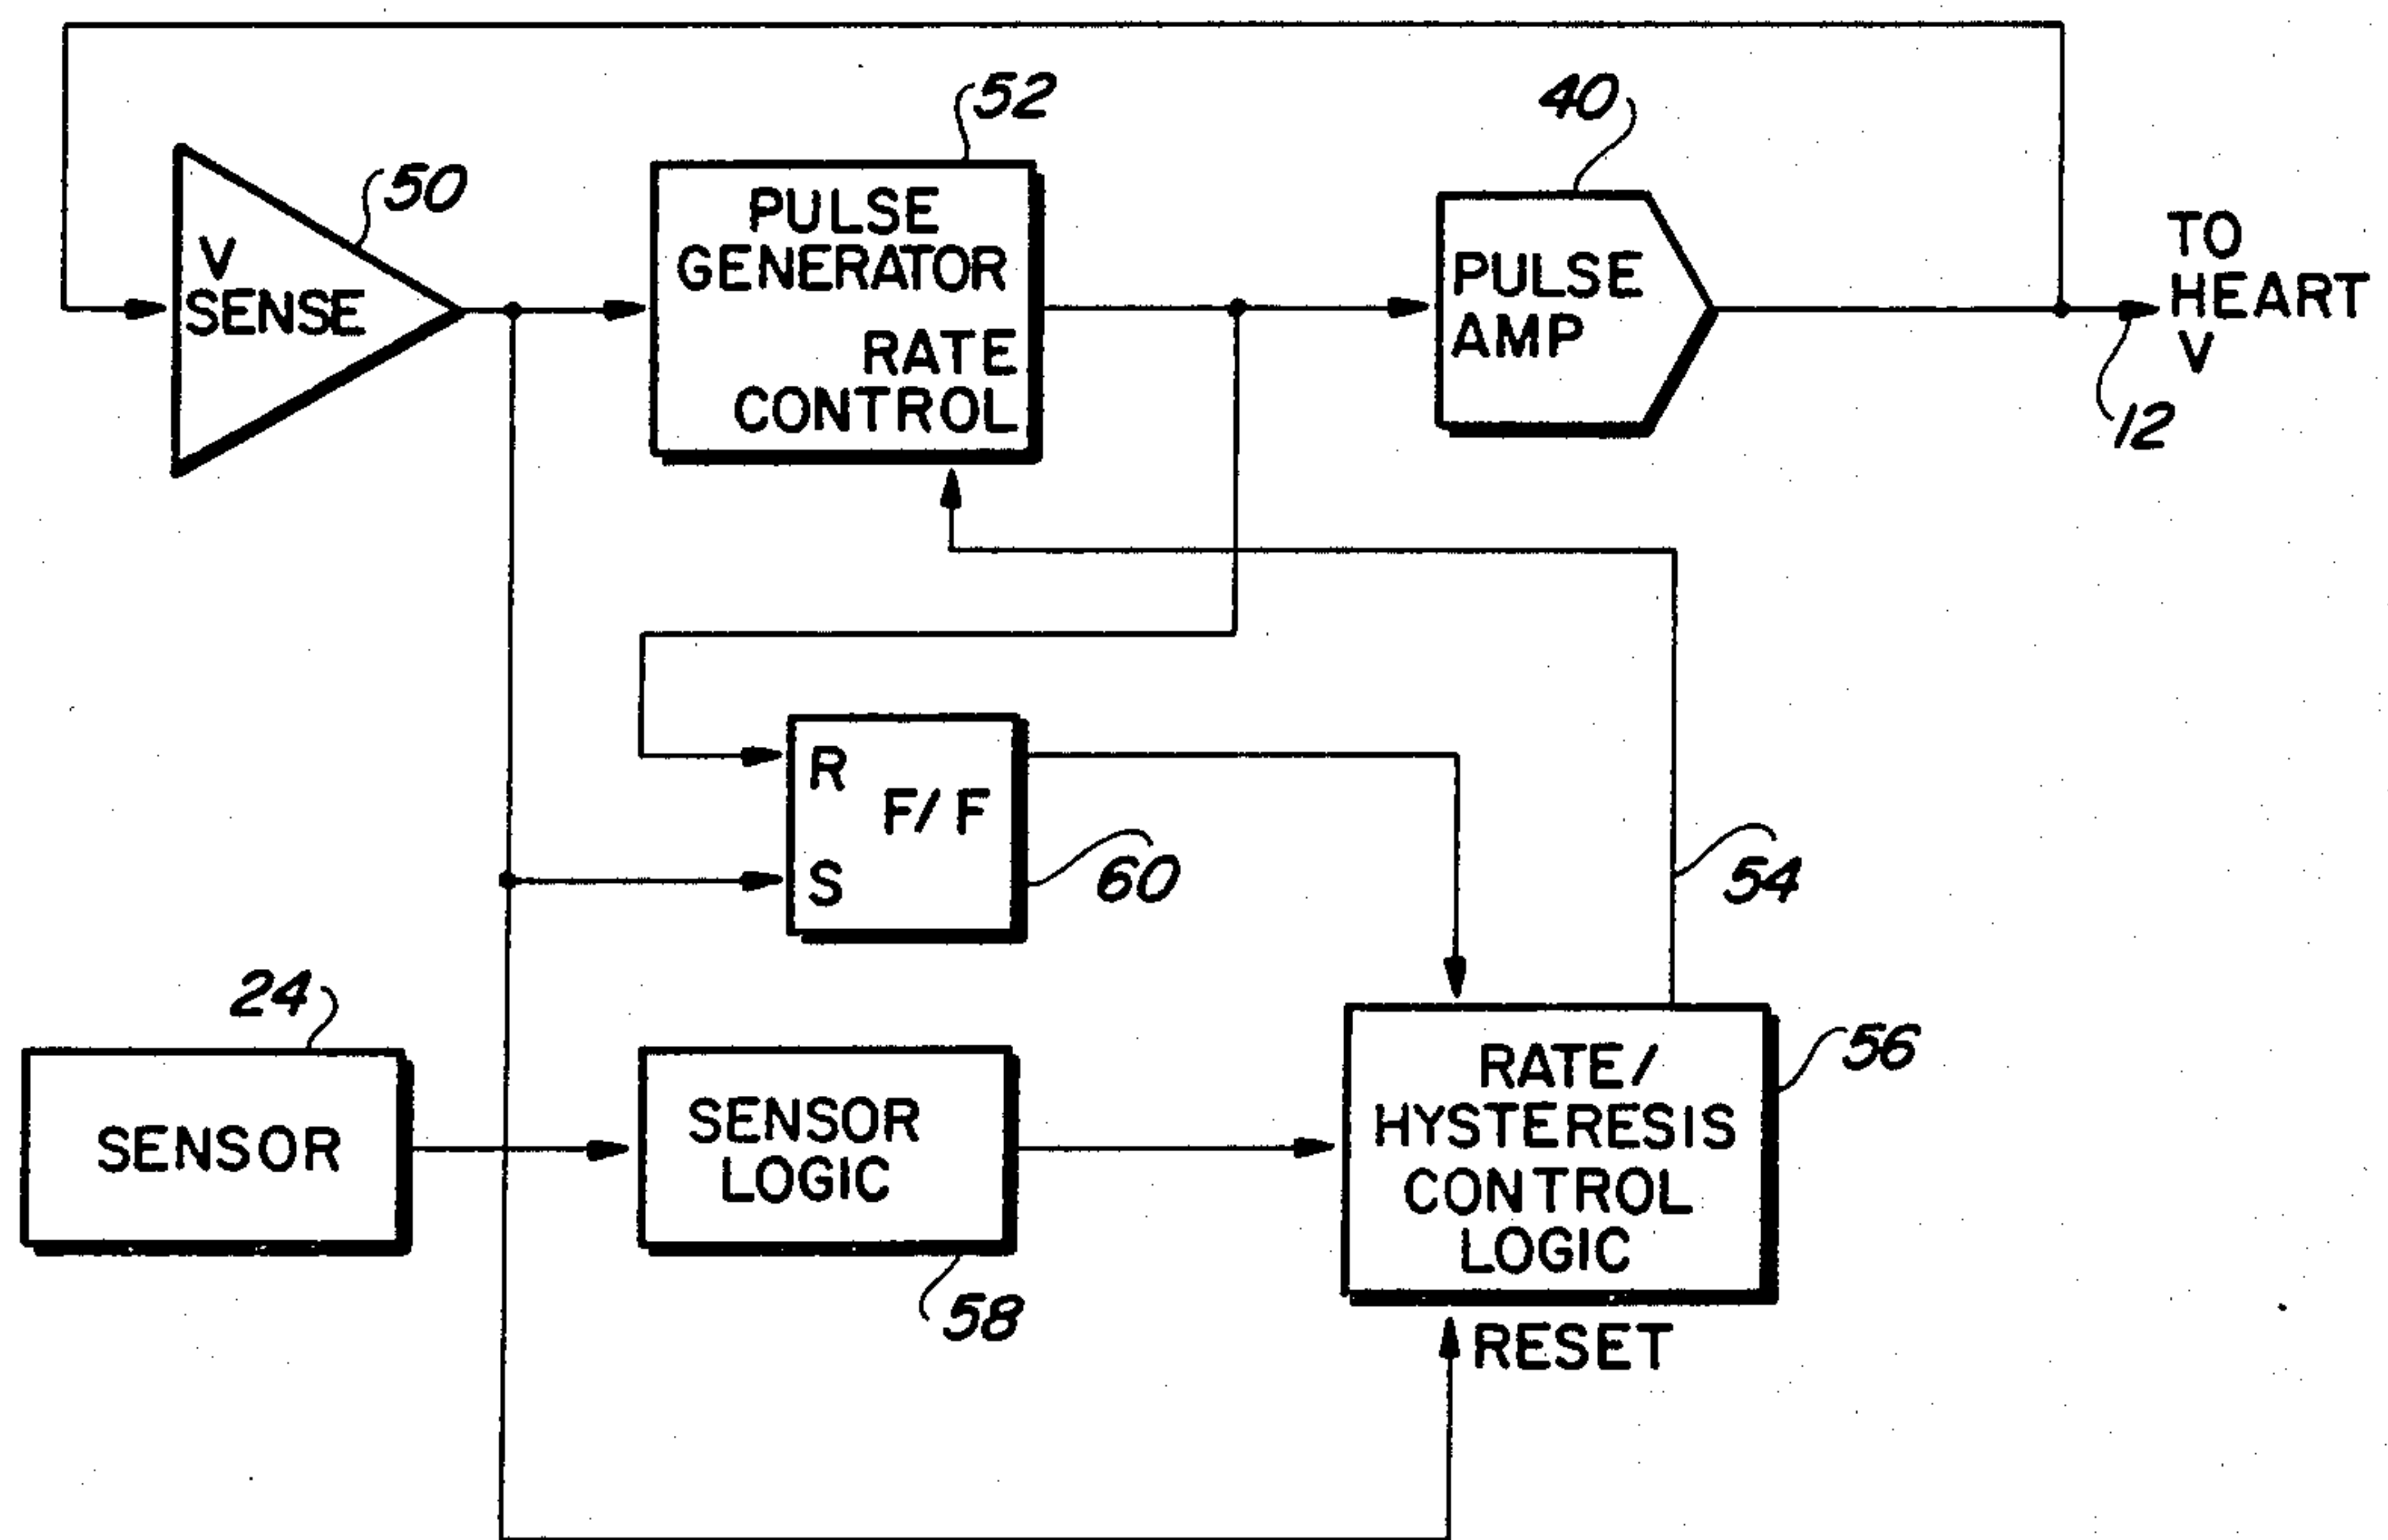 52
40
50
V
SENSE
PULSE
GENERATOR
RATE
CONTROL
PULSE
AMP
TO
HEART
V
12
R
F/F
S
60
54
24
SENSOR
SENSOR
LOGIC
58
RATE/
HYSTERESIS
CONTROL
LOGIC
56
RESET